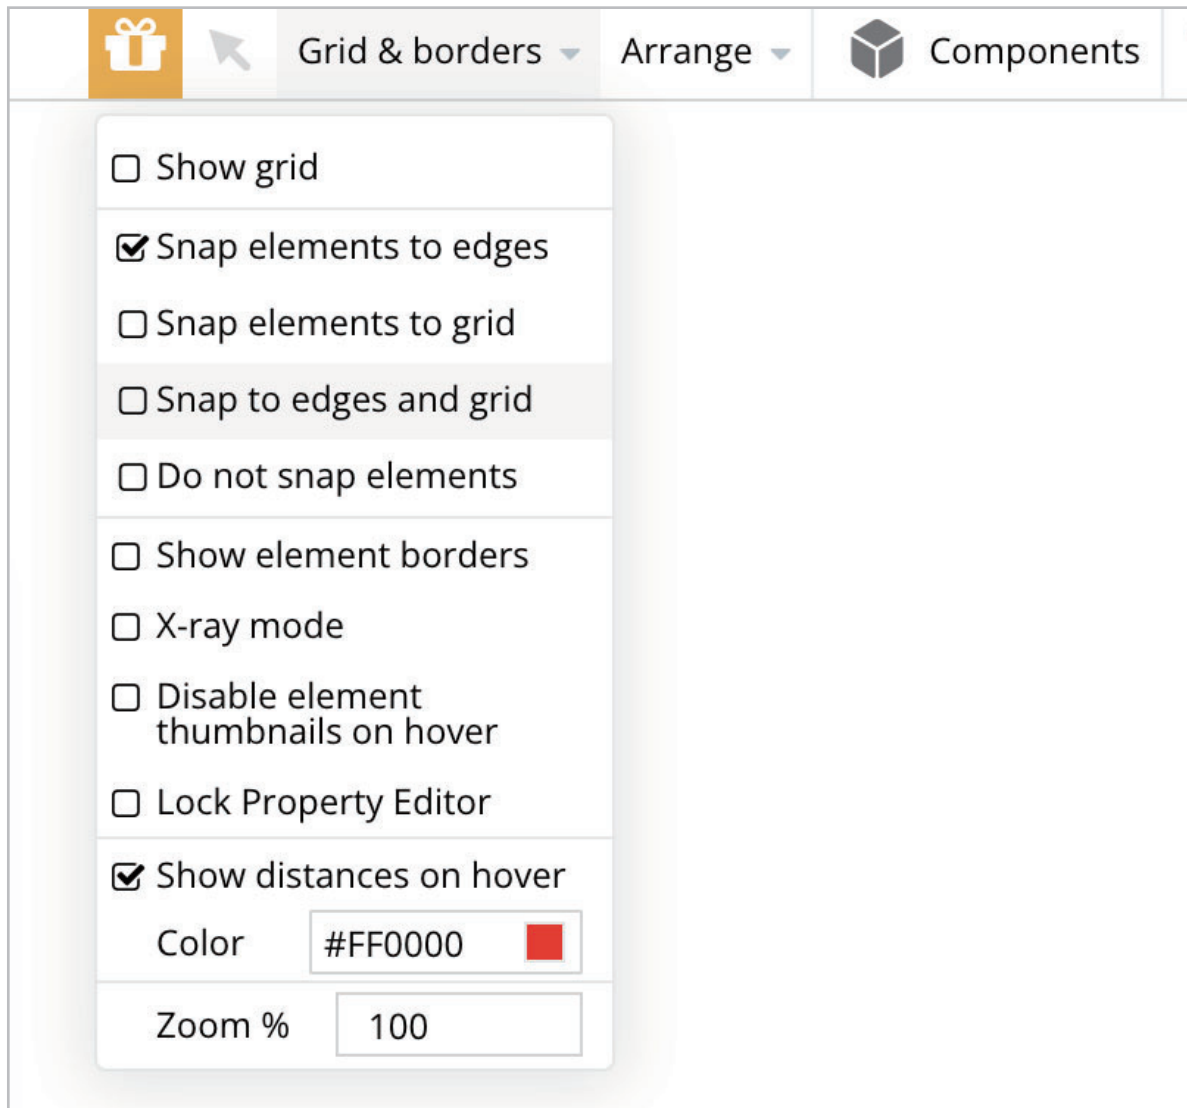 Grid & borders Arrange Components
Show grid
Snap elements to edges
Snap elements to grid
Snap to edges and grid
Do not snap elements
Show element borders
X-ray mode
Disable element
thumbnails on hover
Lock Property Editor
Show distances on hover
Color #FF0000
Zoom % 100